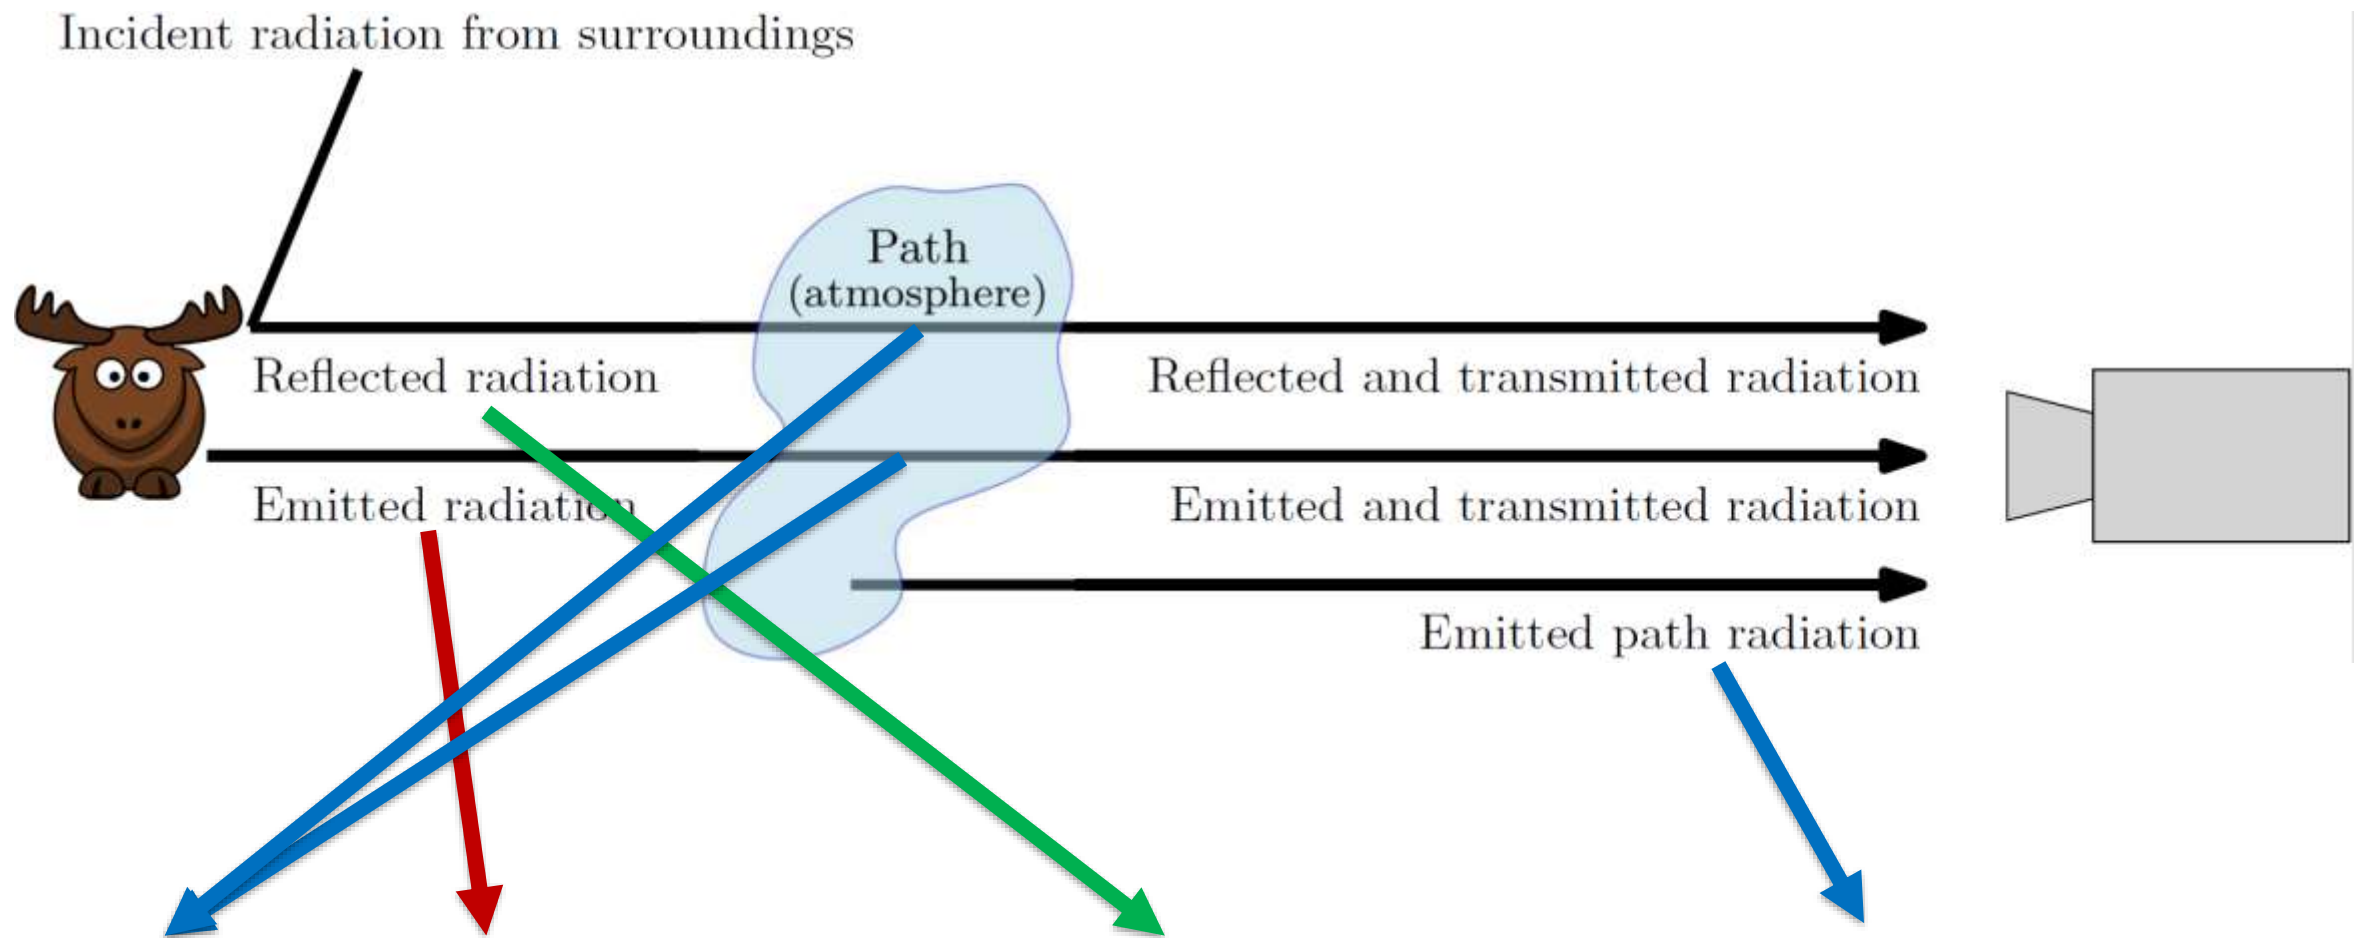 Incident radiation from surroundings
Path
(atmosphere)
Reflected radiation
Reflected and transmitted radiation
Emitted radiation
Emitted and transmitted radiation
Emitted path radiation